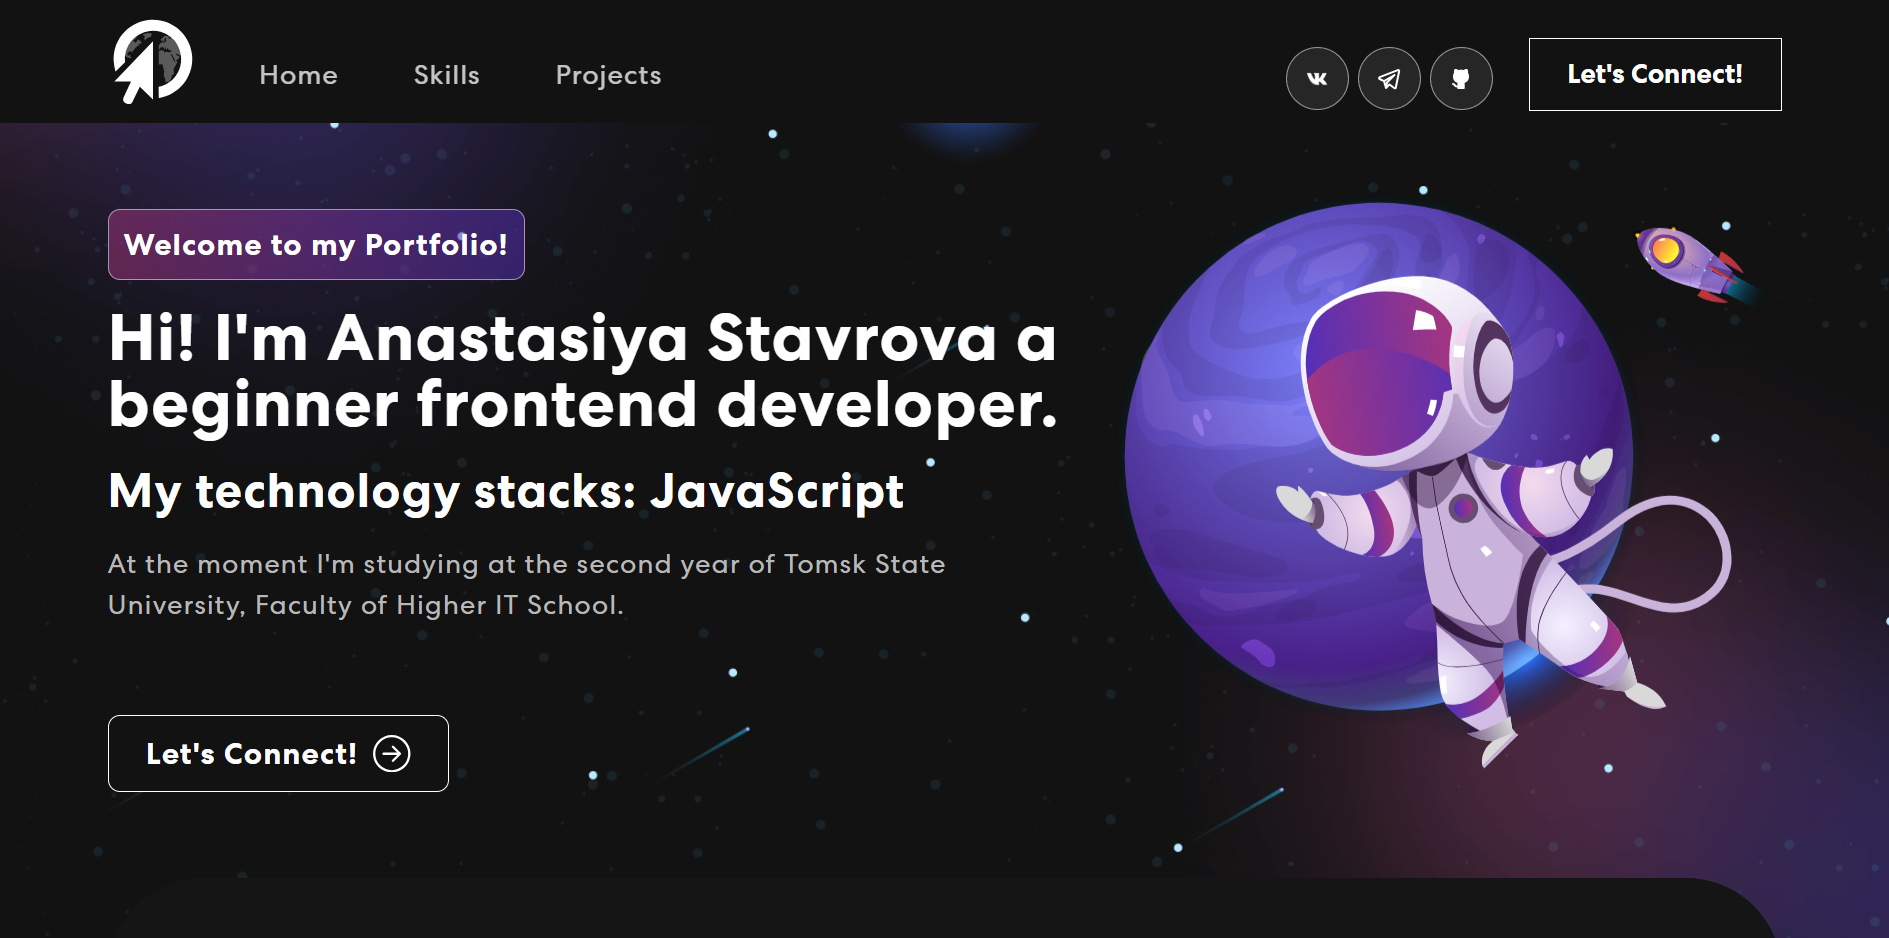 Home Skills Projects Let's Connect!
Welcome to my Portfolio!
Hi! I'm Anastasiya Stavrova a
beginner frontend developer.
My technology stacks: JavaScript
At the moment I'm studying at the second year of Tomsk State
University, Faculty of Higher IT School.
Let's Connect!